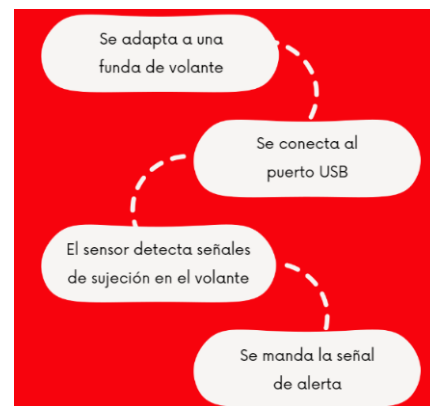 Se adapta a una
funda de volante
Se conecta al
puerto USB
El sensor detecta señales
de sujeción en el volante
Se manda la señal
de alerta